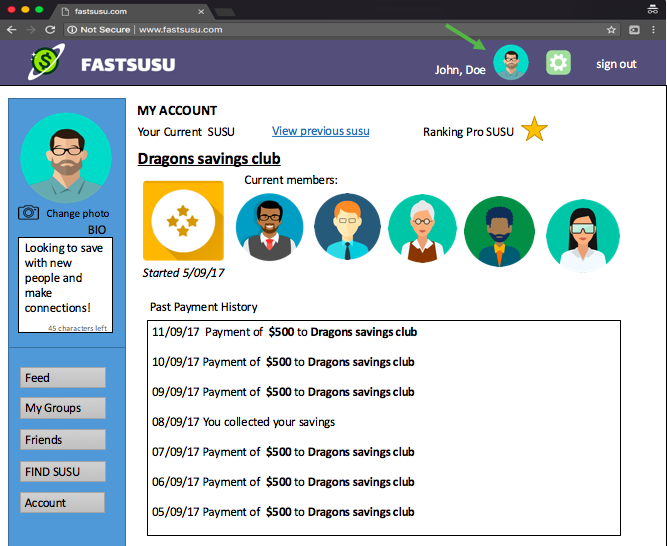 fastsusu.com
Not Secure | www.fastsusu.com
FASTSUSU
John, Doe
sign out
MY ACCOUNT
Your Current SUSU
View previous susu
Ranking Pro SUSU
Dragons savings club
Current members:
Change photo
BIO
Looking to save
with new
people and
make
connections!
45 characters left
Started 5/09/17
Past Payment History
11/09/17 Payment of $500 to Dragons savings club
10/09/17 Payment of $500 to Dragons savings club
09/09/17 Payment of $500 to Dragons savings club
08/09/17 You collected your savings
07/09/17 Payment of $500 to Dragons savings club
06/09/17 Payment of $500 to Dragons savings club
05/09/17 Payment of $500 to Dragons savings club
Feed
My Groups
Friends
FIND SUSU
Account